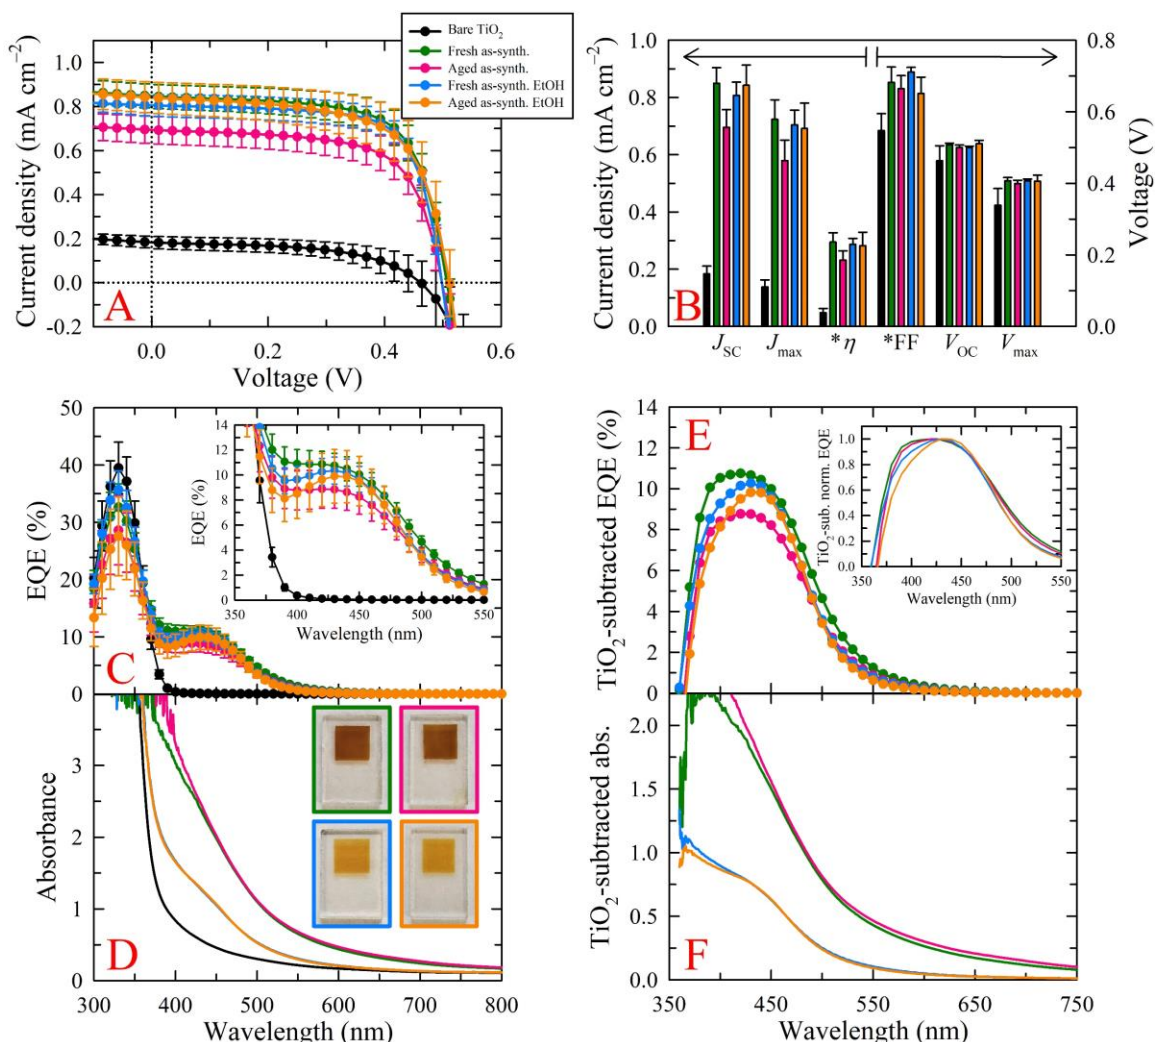 Bare TiO₂
Fresh as-synth.
Aged as-synth.
Fresh as-synth. EtOH
Aged as-synth. EtOH
Current density (mA cm⁻²)
1.0
0.8
0.6
0.4
0.2
0.0
-0.2
A
0.0 0.2 0.4 0.6
Voltage (V)
Current density (mA cm⁻²)
1.0
0.8
0.6
0.4
0.2
0.0
B
0.8
0.6
0.4
0.2
0.0
Voltage (V)
J_SC J_max *η *FF V_OC V_max
EQE (%)
50
40
30
20
10
0
C
EQE (%)
14
12
10
8
6
4
2
0
350 400 450 500 550
Wavelength (nm)
TiO₂-subtracted EQE (%)
14
12
10
8
6
4
2
0
E
TiO₂-sub. norm. EQE
1.0
0.8
0.6
0.4
0.2
0.0
350 400 450 500 550
Wavelength (nm)
Absorbance
3
2
1
0
D
300 400 500 600 700 800
Wavelength (nm)
TiO₂-subtracted abs.
2.0
1.5
1.0
0.5
0.0
F
350 450 550 650 750
Wavelength (nm)